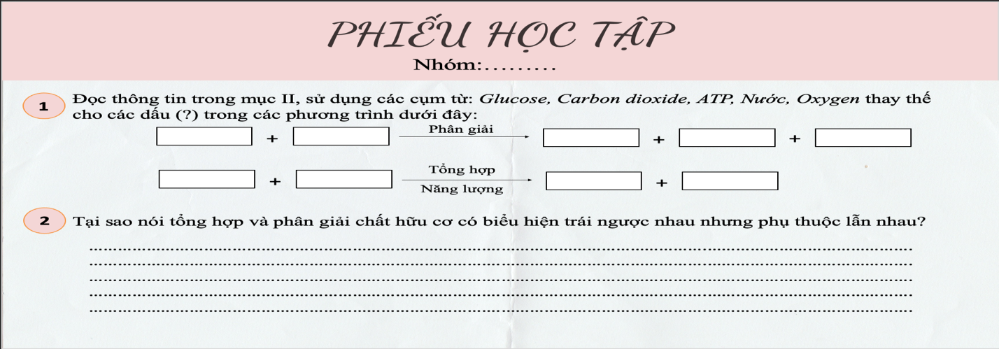 PHIẾU HỌC TẬP
Nhóm:.........
1 Đọc thông tin trong mục II, sử dụng các cụm từ: Glucose, Carbon dioxide, ATP, Nước, Oxygen thay thế
cho các dấu (?) trong các phương trình dưới đây:
+ Phân giải + +
+ Tổng hợp +
Năng lượng
2 Tại sao nói tổng hợp và phân giải chất hữu cơ có biểu hiện trái ngược nhau nhưng phụ thuộc lẫn nhau?